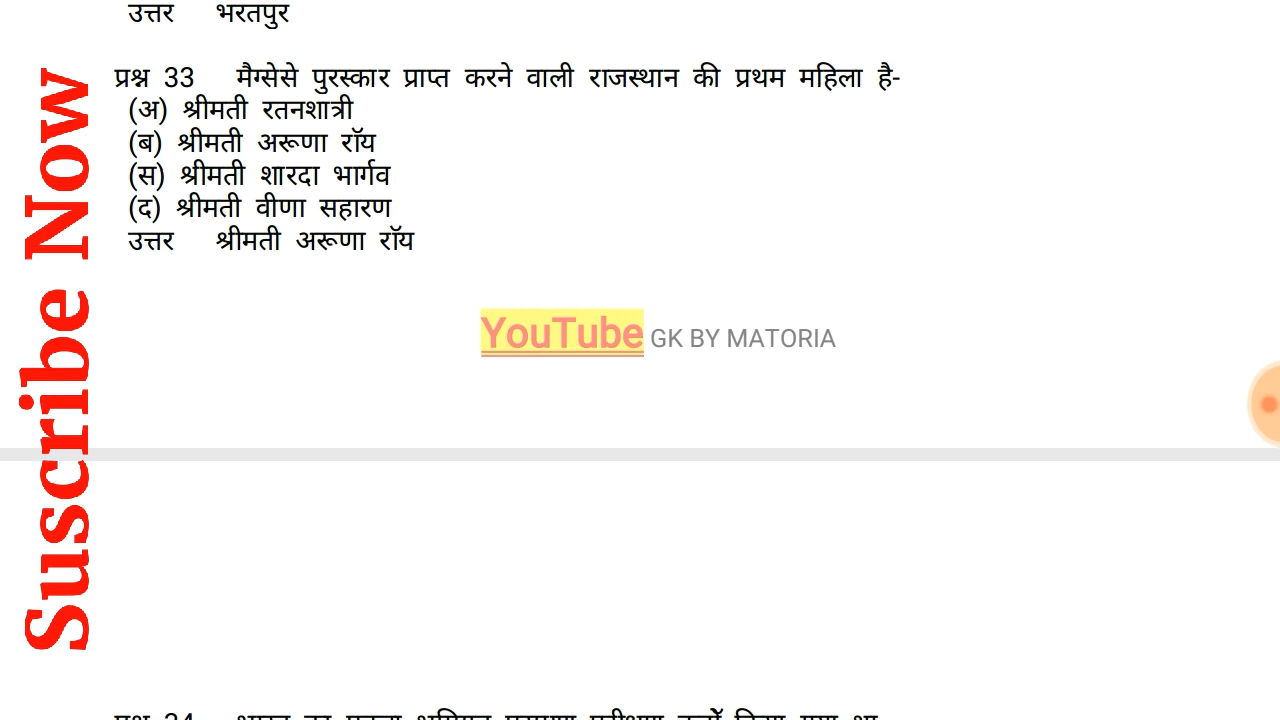 उत्तर भरतपुर
प्रश्न 33 मैग्सेसे पुरस्कार प्राप्त करने वाली राजस्थान की प्रथम महिला है-
(अ) श्रीमती रतनशात्री
(ब) श्रीमती अरूणा रॉय
(स) श्रीमती शारदा भार्गव
(द) श्रीमती वीणा सहारण
उत्तर श्रीमती अरूणा रॉय
YouTube GK BY MATORIA
Suscribe Now